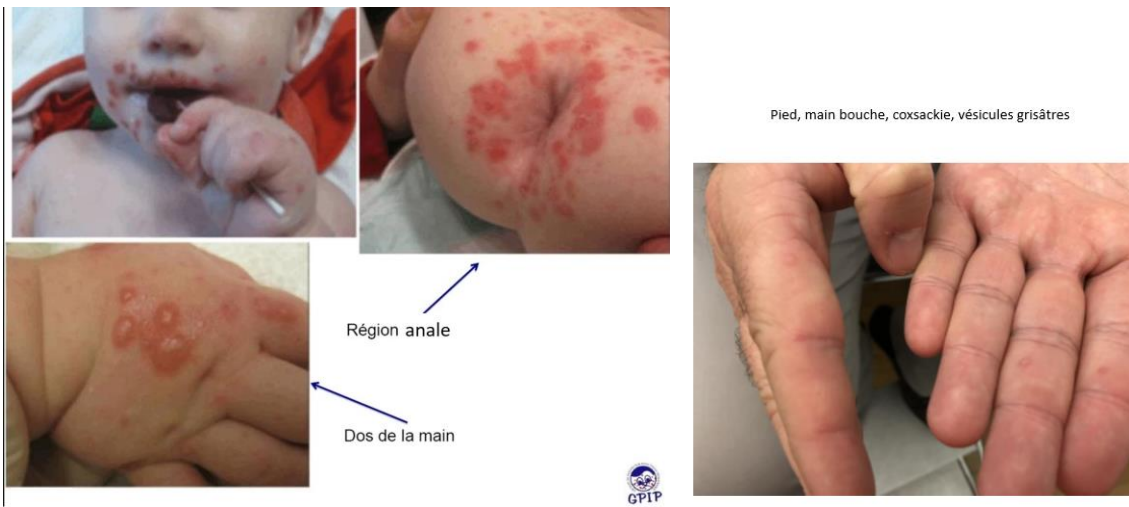 Pied, main bouche, coxsackie, vésicules grisâtres
Région anale
Dos de la main
GPIP